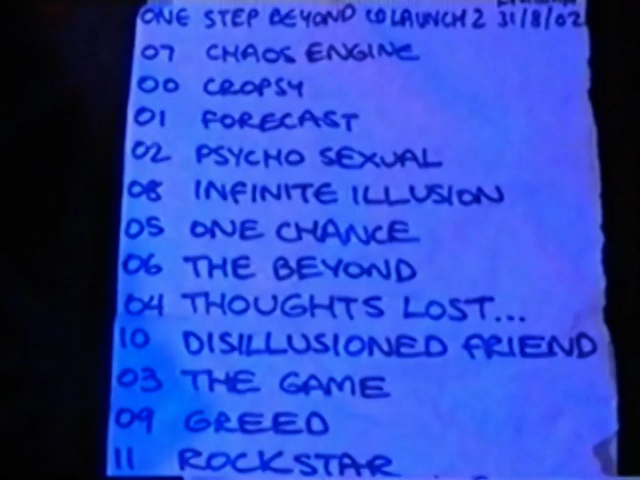 ONE STEP BEYOND CD LAUNCH 2 31/8/02
07 CHAOS ENGINE
00 CROPSY
01 FORECAST
02 PSYCHO SEXUAL
08 INFINITE ILLUSION
05 ONE CHANCE
06 THE BEYOND
04 THOUGHTS LOST...
10 DISILLUSIONED FRIEND
03 THE GAME
09 GREED
11 ROCKSTAR